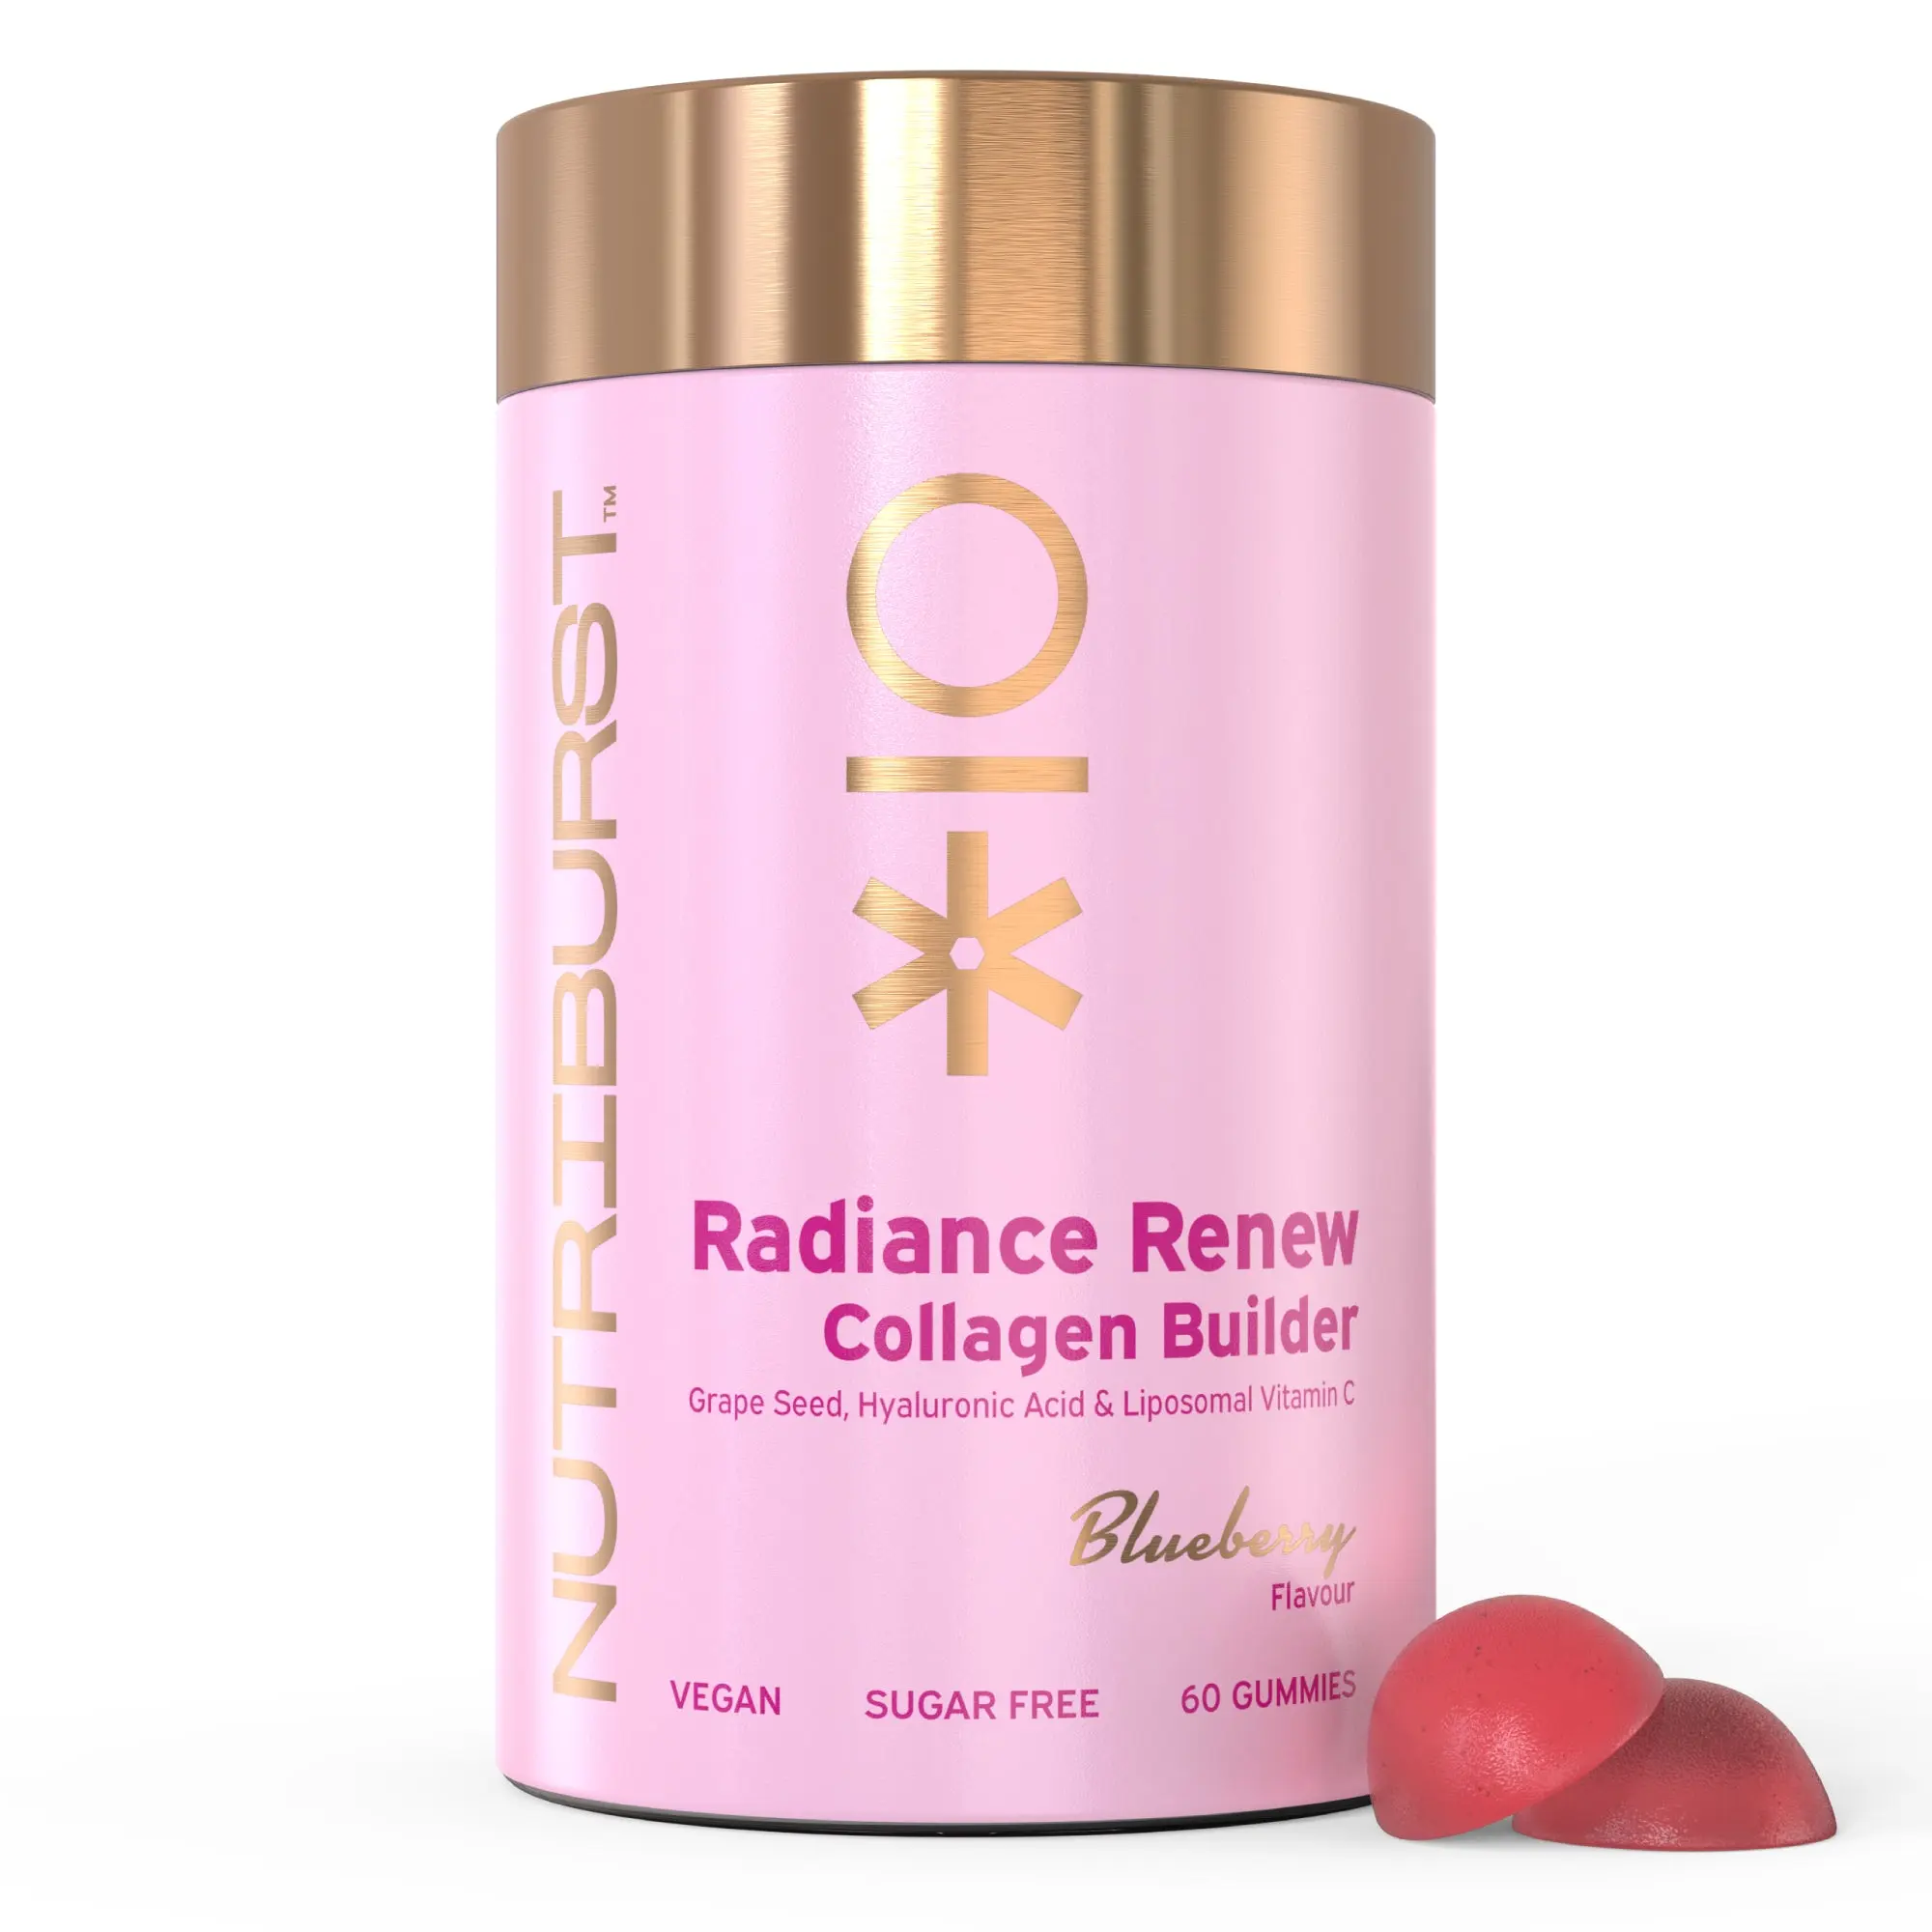 NUTRIBURST™
Radiance Renew
Collagen Builder
Grape Seed, Hyaluronic Acid & Liposomal Vitamin C
Blueberry
Flavour
VEGAN SUGAR FREE 60 GUMMIES